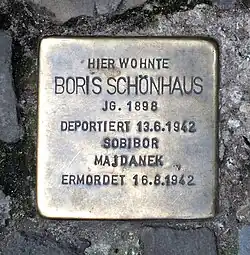 HIER WOHNTE
BORIS SCHÖNHAUS
JG. 1898
DEPORTIERT 13.6.1942
SOBIBOR
MAJDANEK
ERMORDET 16.8.1942